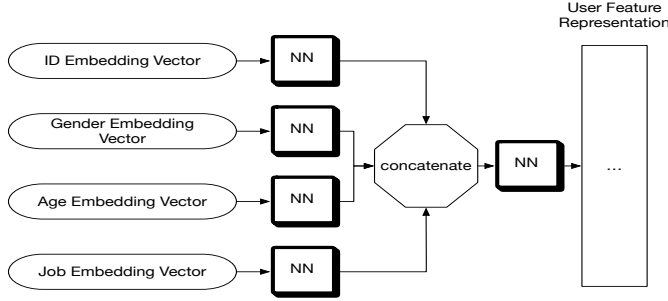 User Feature
Representation
ID Embedding Vector
NN
Gender Embedding
Vector
NN
concatenate
NN
...
Age Embedding Vector
NN
Job Embedding Vector
NN